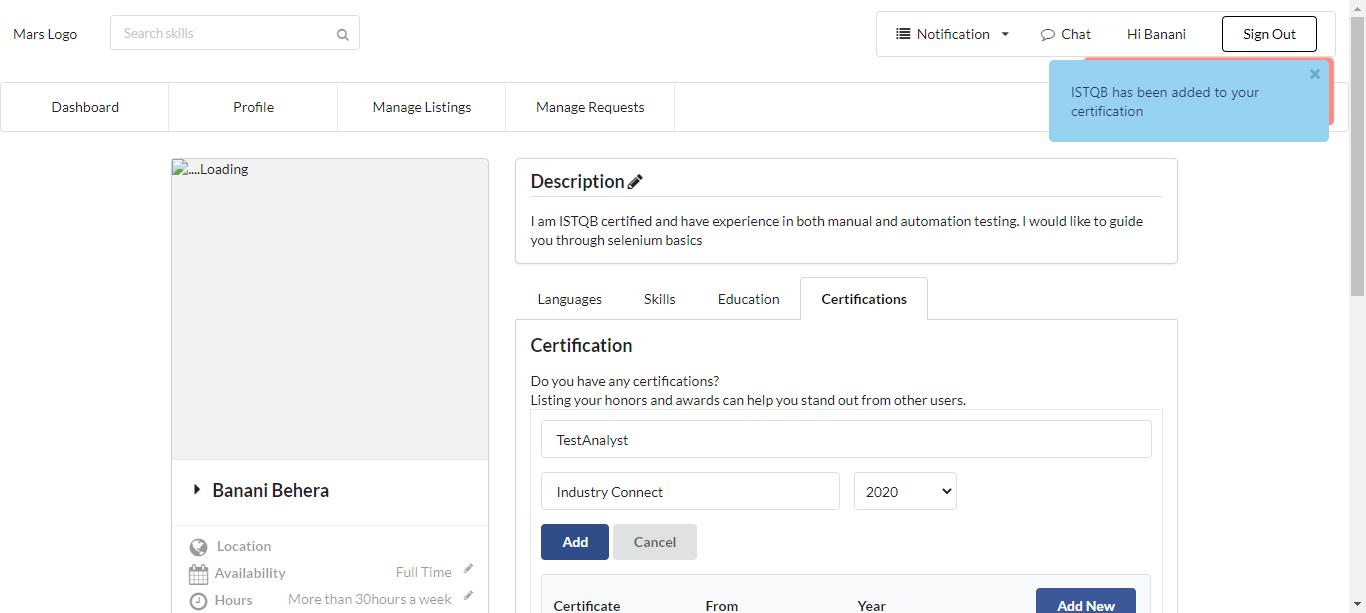 Mars Logo
Search skills
Notification
Chat
Hi Banani
Sign Out
×
ISTQB has been added to your
certification
Dashboard
Profile
Manage Listings
Manage Requests
....Loading
Description
I am ISTQB certified and have experience in both manual and automation testing. I would like to guide
you through selenium basics
Languages
Skills
Education
Certifications
Certification
Do you have any certifications?
Listing your honors and awards can help you stand out from other users.
TestAnalyst
Industry Connect
2020
Add
Cancel
Certificate
From
Year
Add New
Banani Behera
Location
Availability
Full Time
Hours
More than 30hours a week